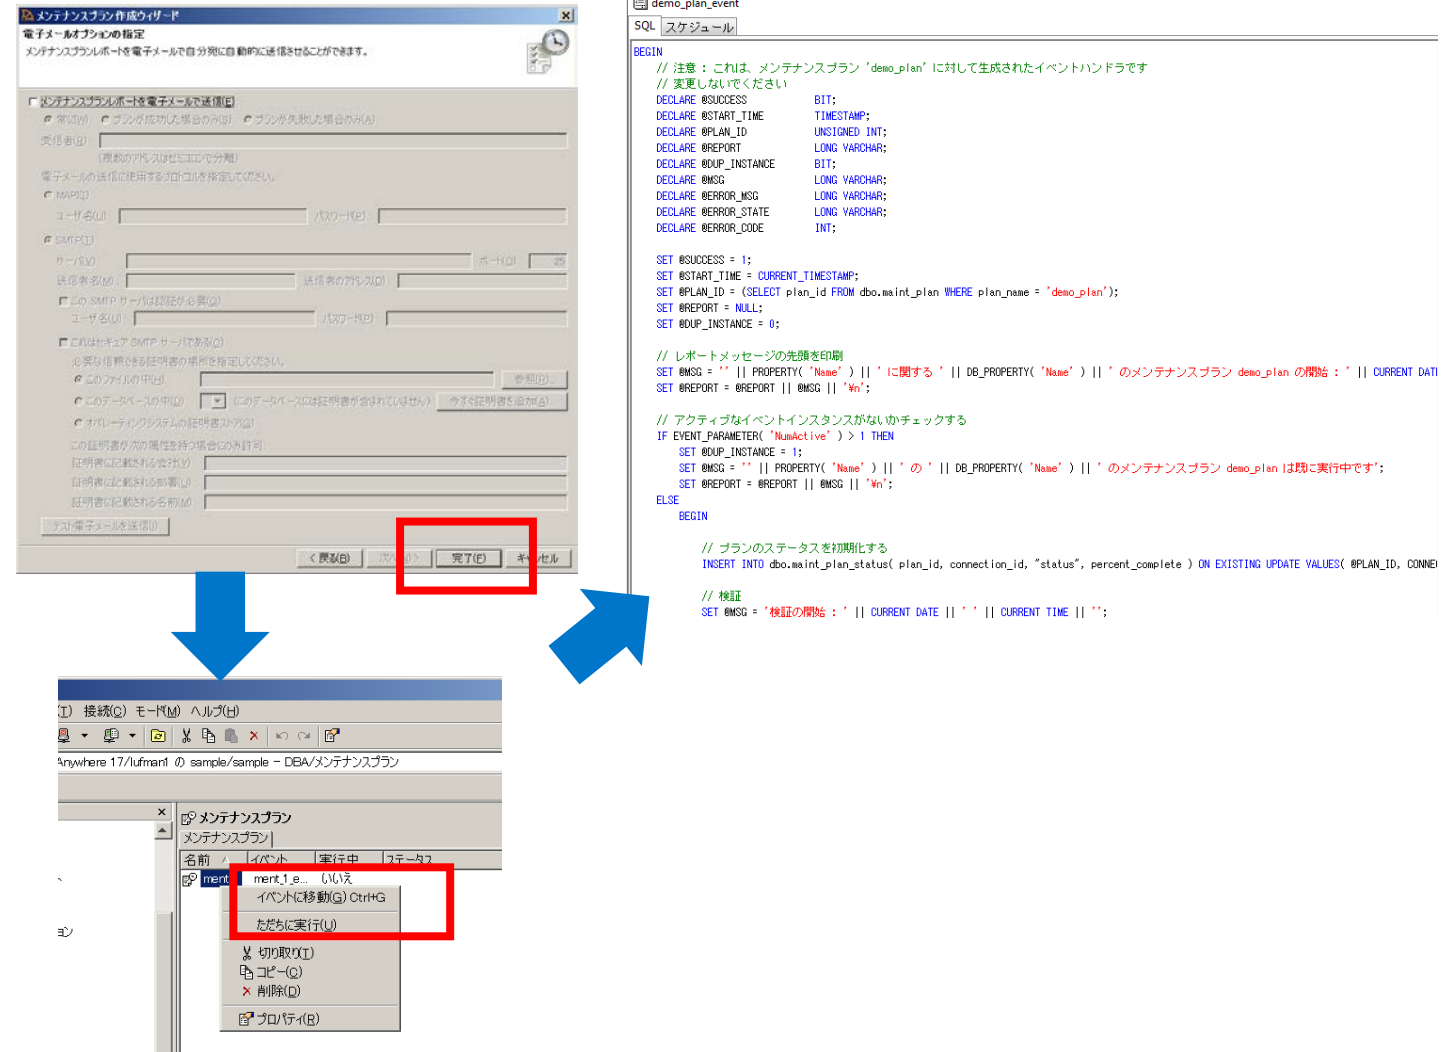 メンテナンスプラン作成ウィザード
電子メールオプションの指定
メンテナンスプランレポートを電子メールで自分宛に自動的に送信させることができます。
メンテナンスプランレポートを電子メールで送信(E)
常に(W) プランが成功した場合のみ(S) プランが失敗した場合のみ(A)
受信者(R)
(複数のアドレスはセミコロンで分離)
電子メールの送信に使用するプロトコルを指定してください。
MAPI(I)
ユーザ名(U) パスワード(P)
SMTP(T)
サーバ(V) ポート(O) 25
送信者名(M) 送信者のアドレス(D)
この SMTP サーバは認証が必要(Q)
ユーザ名(U) パスワード(P)
これはセキュア SMTP サーバである(C)
必要な信頼できる証明書の場所を指定してください。
このファイルの中(H) 参照(R)...
このデータベースの中(D) (このデータベースには証明書が含まれていません) 今すぐ証明書を追加(A)
オペレーティングシステムの証明書ストア(G)
この証明書が次の属性を持つ場合にのみ許可:
証明書に記載される会社(Y)
証明書に記載される部署(J)
証明書に記載される名前(M)
テスト電子メールを送信(I)
< 戻る(B) 完了(F) キャンセル
demo_plan_event
SQL スケジュール
BEGIN
// 注意 : これは、メンテナンスプラン 'demo_plan' に対して生成されたイベントハンドラです
// 変更しないでください
DECLARE @SUCCESS BIT;
DECLARE @START_TIME TIMESTAMP;
DECLARE @PLAN_ID UNSIGNED INT;
DECLARE @REPORT LONG VARCHAR;
DECLARE @DUP_INSTANCE BIT;
DECLARE @MSG LONG VARCHAR;
DECLARE @ERROR_MSG LONG VARCHAR;
DECLARE @ERROR_STATE LONG VARCHAR;
DECLARE @ERROR_CODE INT;
SET @SUCCESS = 1;
SET @START_TIME = CURRENT_TIMESTAMP;
SET @PLAN_ID = (SELECT plan_id FROM dbo.maint_plan WHERE plan_name = 'demo_plan');
SET @REPORT = NULL;
SET @DUP_INSTANCE = 0;
// レポートメッセージの先頭を印刷
SET @MSG = '' || PROPERTY( 'Name' ) || ' に関する ' || DB_PROPERTY( 'Name' ) || ' のメンテナンスプラン demo_plan の開始 : ' || CURRENT DATI
SET @REPORT = @REPORT || @MSG || '¥n';
// アクティブなイベントインスタンスがないかチェックする
IF EVENT_PARAMETER( 'NumActive' ) > 1 THEN
SET @DUP_INSTANCE = 1;
SET @MSG = '' || PROPERTY( 'Name' ) || ' の ' || DB_PROPERTY( 'Name' ) || ' のメンテナンスプラン demo_plan は既に実行中です';
SET @REPORT = @REPORT || @MSG || '¥n';
ELSE
BEGIN
// プランのステータスを初期化する
INSERT INTO dbo.maint_plan_status( plan_id, connection_id, "status", percent_complete ) ON EXISTING UPDATE VALUES( @PLAN_ID, CONNE
// 検証
SET @MSG = '検証の開始 : ' || CURRENT DATE || ' ' || CURRENT TIME || '';
(T) 接続(C) モード(M) ヘルプ(H)
Anywhere 17/lufman1 の sample/sample - DBA/メンテナンスプラン
メンテナンスプラン
メンテナンスプラン
名前 イベント 実行中 ステータス
ment ment_1_e... いいえ
イベントに移動(G) Ctrl+G
ただちに実行(U)
切り取り(T)
コピー(C)
削除(D)
プロパティ(R)
ョン